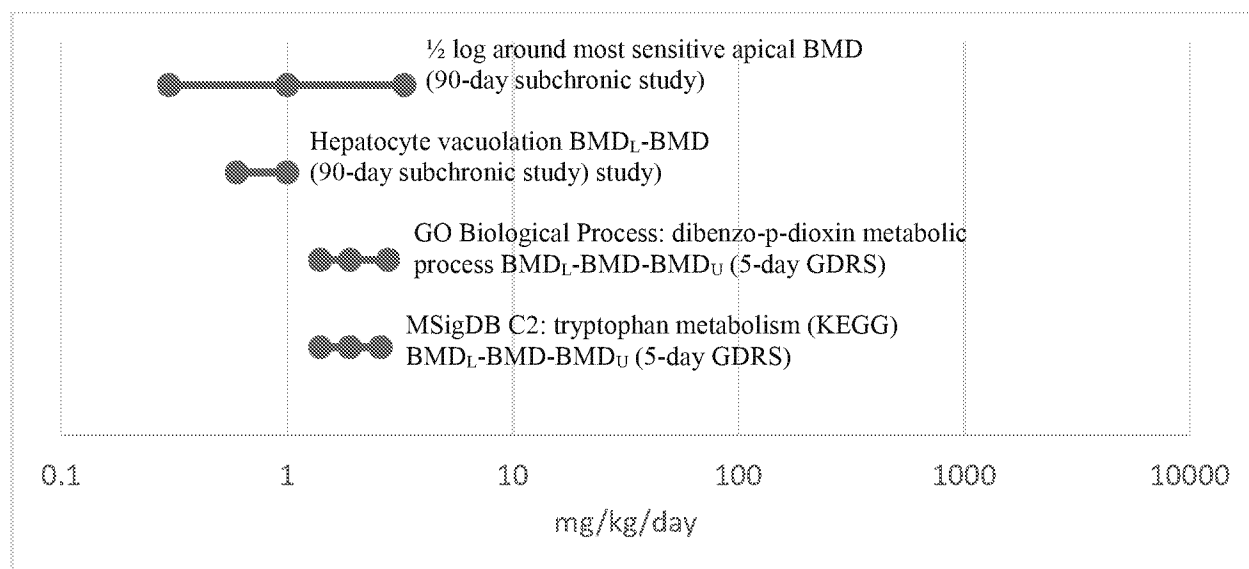 ½ log around most sensitive apical BMD
(90-day subchronic study)
Hepatocyte vacuolation BMDL-BMD
(90-day subchronic study) study)
GO Biological Process: dibenzo-p-dioxin metabolic
process BMDL-BMD-BMDU (5-day GDRS)
MSigDB C2: tryptophan metabolism (KEGG)
BMDL-BMD-BMDU (5-day GDRS)
0.1 1 10 100 1000 10000
mg/kg/day